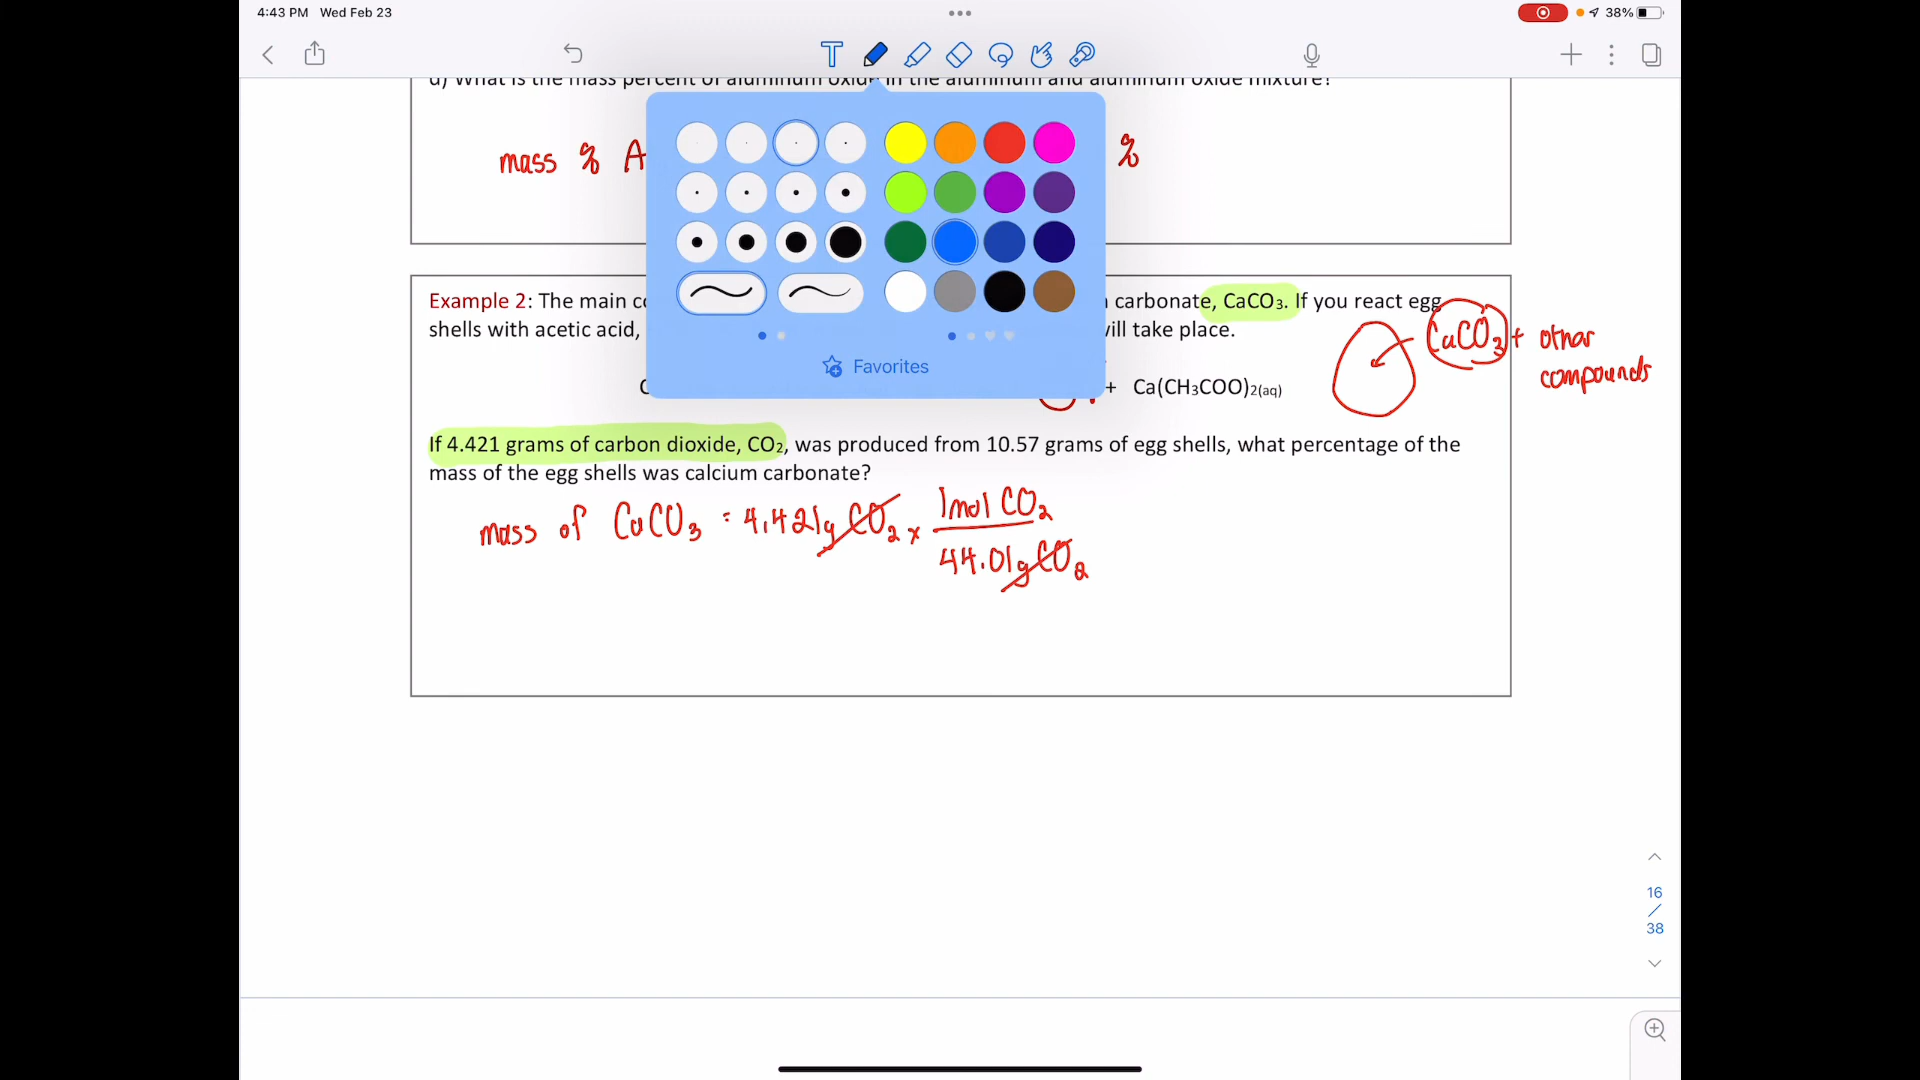 4:43 PM Wed Feb 23
38%
T
d) What is the mass percent of aluminum oxide in the aluminum and aluminum oxide mixture?
mass % A %
Example 2: The main co carbonate, CaCO₃. If you react egg
shells with acetic acid, will take place.
CaCO₃ + other
compounds
C + Ca(CH₃COO)₂(aq)
Favorites
If 4.421 grams of carbon dioxide, CO₂, was produced from 10.57 grams of egg shells, what percentage of the
mass of the egg shells was calcium carbonate?
mass of CaCO₃ = 4.421g CO₂ x 1 mol CO₂
44.01g CO₂
16
/
38